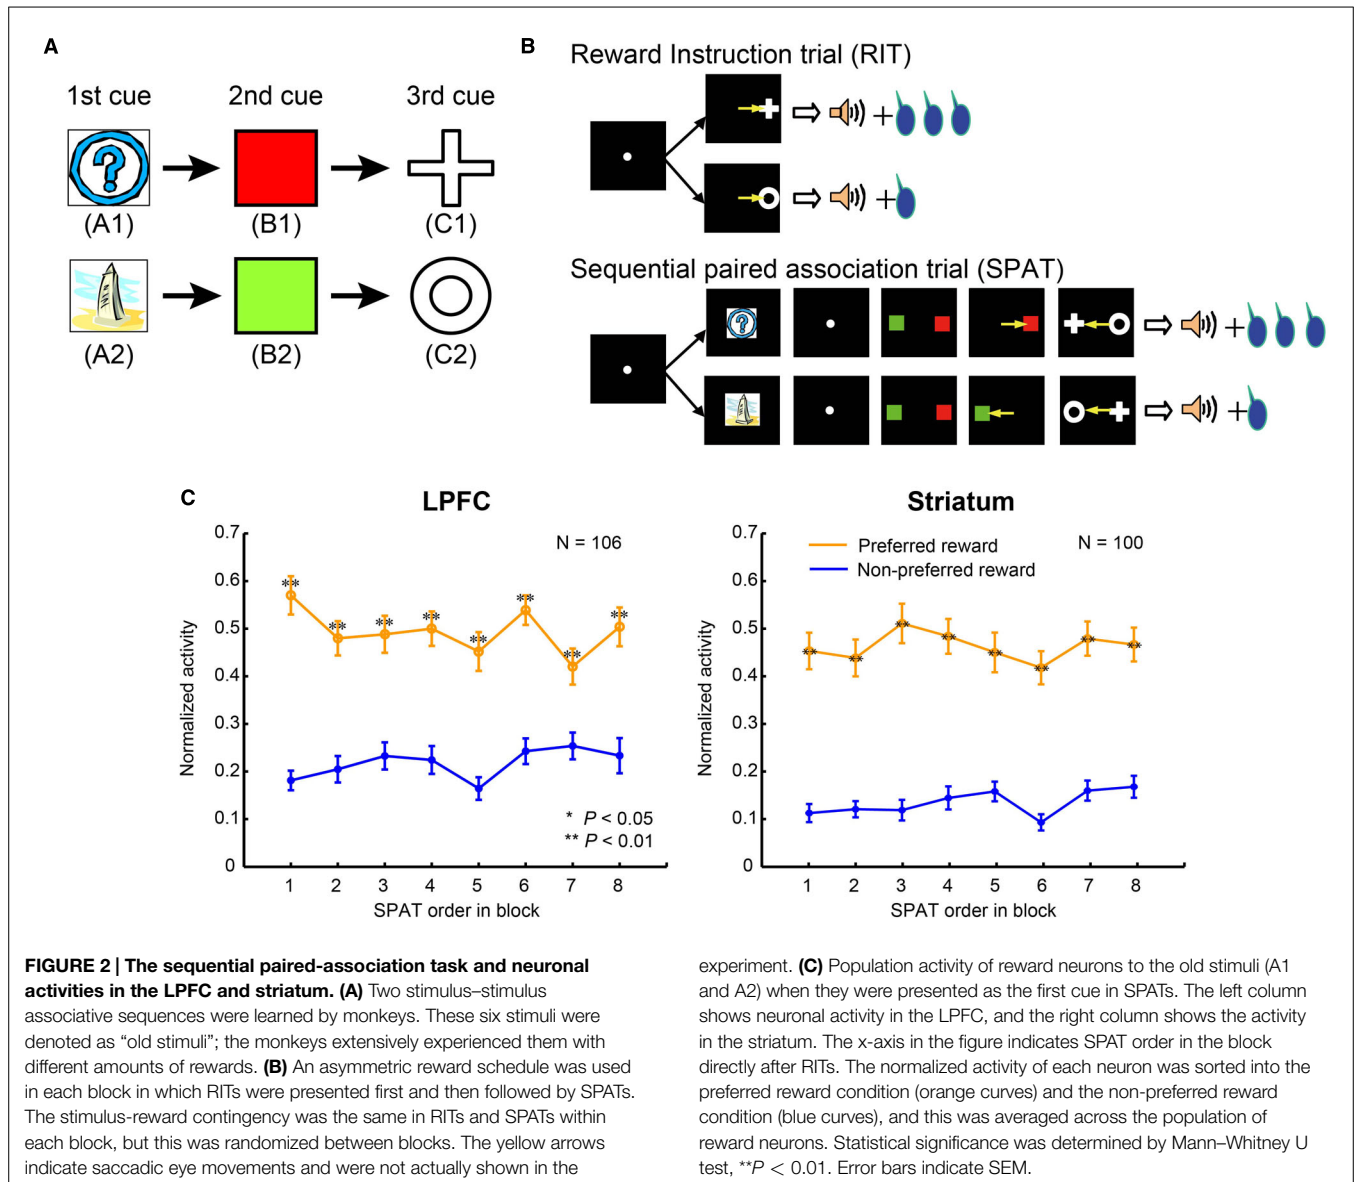 A
1st cue 2nd cue 3rd cue
?
(A1) (B1) (C1)
(A2) (B2) (C2)
B
Reward Instruction trial (RIT)
+
+
Sequential paired association trial (SPAT)
?
+
+
C
LPFC
N = 106
Normalized activity
0.7
0.6
0.5
0.4
0.3
0.2
0.1
0
** ** ** ** ** ** ** **
* P < 0.05
** P < 0.01
1 2 3 4 5 6 7 8
SPAT order in block
Striatum
Preferred reward
Non-preferred reward
N = 100
Normalized activity
0.7
0.6
0.5
0.4
0.3
0.2
0.1
0
** ** ** ** ** ** ** **
1 2 3 4 5 6 7 8
SPAT order in block
FIGURE 2 | The sequential paired-association task and neuronal
activities in the LPFC and striatum. (A) Two stimulus–stimulus
associative sequences were learned by monkeys. These six stimuli were
denoted as “old stimuli”; the monkeys extensively experienced them with
different amounts of rewards. (B) An asymmetric reward schedule was used
in each block in which RITs were presented first and then followed by SPATs.
The stimulus-reward contingency was the same in RITs and SPATs within
each block, but this was randomized between blocks. The yellow arrows
indicate saccadic eye movements and were not actually shown in the
experiment. (C) Population activity of reward neurons to the old stimuli (A1
and A2) when they were presented as the first cue in SPATs. The left column
shows neuronal activity in the LPFC, and the right column shows the activity
in the striatum. The x-axis in the figure indicates SPAT order in the block
directly after RITs. The normalized activity of each neuron was sorted into the
preferred reward condition (orange curves) and the non-preferred reward
condition (blue curves), and this was averaged across the population of
reward neurons. Statistical significance was determined by Mann–Whitney U
test, **P < 0.01. Error bars indicate SEM.